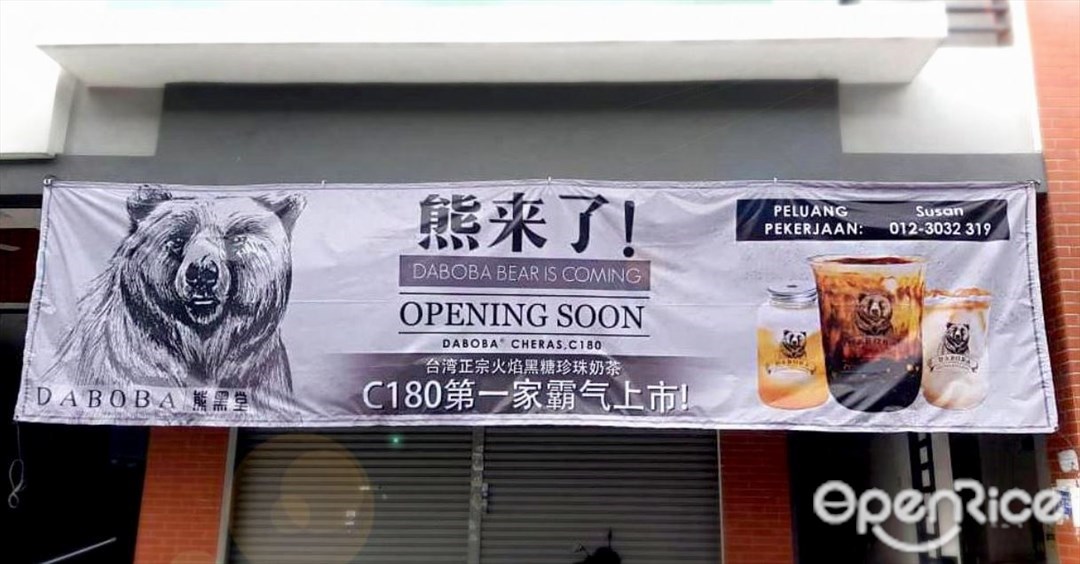 熊来了!
DABOBA BEAR IS COMING
OPENING SOON
DABOBA® CHERAS, C180
台湾正宗火焰黑糖珍珠奶茶
C180第一家霸气上市!
DABOBA 熊黑堂
PELUANG Susan
PEKERJAAN: 012-3032 319
DABOBA
OpenRice